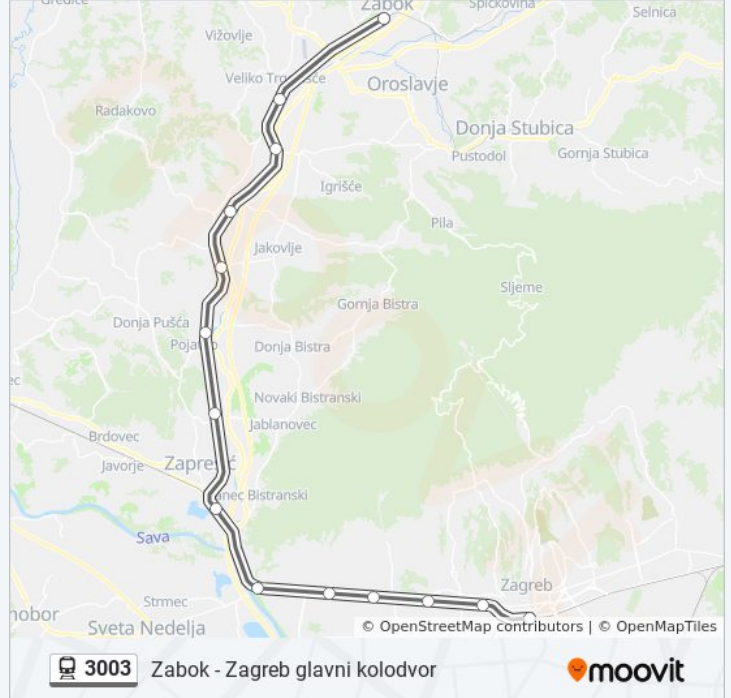 Gredice
Zabok
Špičkovina
Selnica
Vižovlje
Veliko Trgovišće
Oroslavje
Radakovo
Donja Stubica
Pustodol
Gornja Stubica
Igrišće
Pila
Jakovlje
Sljeme
Gornja Bistra
Donja Pušća
Donja Bistra
Novaki Bistranski
Jablanovec
Brdovec
Javorje
Zaprešić
Sava
Zagreb
Strmec
Sveta Nedelja
© OpenStreetMap contributors | © OpenMapTiles
3003 Zabok - Zagreb glavni kolodvor
moovit